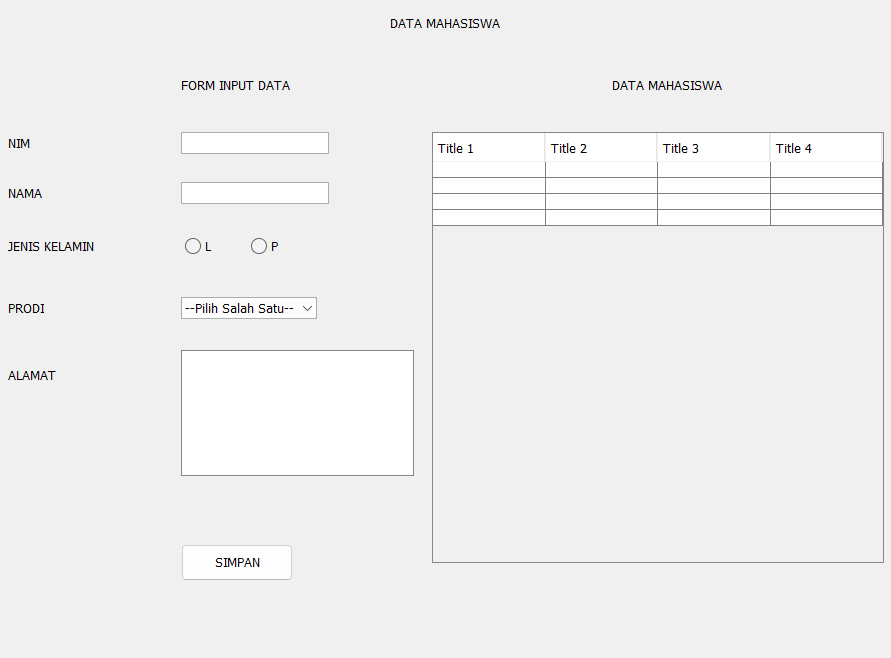 DATA MAHASISWA
FORM INPUT DATA
NIM
NAMA
JENIS KELAMIN L P
PRODI --Pilih Salah Satu--
ALAMAT
SIMPAN
DATA MAHASISWA
Title 1 Title 2 Title 3 Title 4